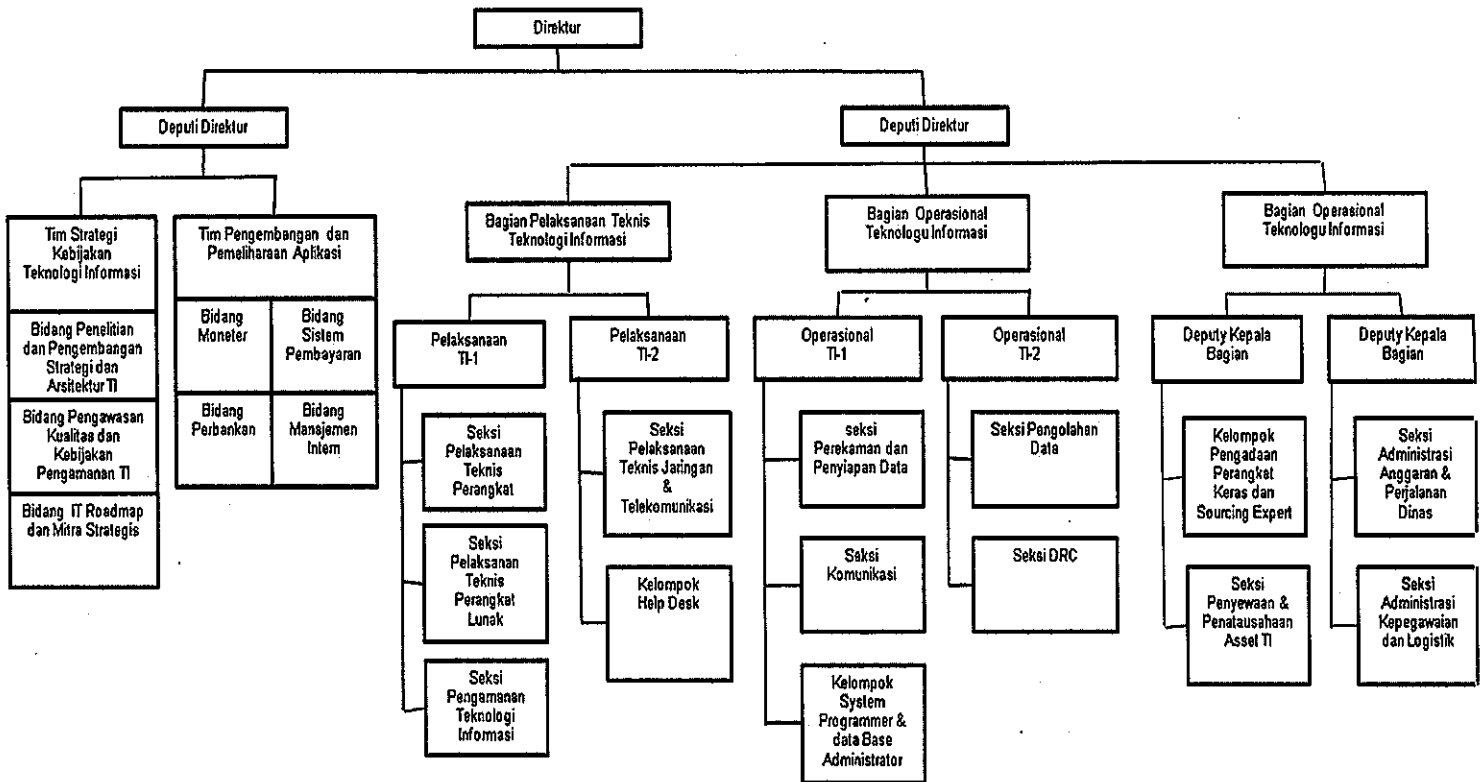 Direktur
Deputi Direktur
Deputi Direktur
Tim Strategi
Kebijakan
Teknologi Informasi
Bidang Penelitian
dan Pengembangan
Strategi dan
Arsitektur TI
Bidang Pengawasan
Kualitas dan
Kebijakan
Pengamanan TI
Bidang IT Roadmap
dan Mitra Strategis
Tim Pengembangan dan
Pemeliharaan Aplikasi
Bidang
Moneter
Bidang
Sistem
Pembayaran
Bidang
Perbankan
Bidang
Manajemen
Intern
Bagian Pelaksanaan Teknis
Teknologi Informasi
Pelaksanaan
TI-1
Seksi
Pelaksanaan
Teknis
Perangkat
Seksi
Pelaksanan
Teknis
Perangkat
Lunak
Seksi
Pengamanan
Teknologi
Informasi
Pelaksanaan
TI-2
Seksi
Pelaksanaan
Teknis Jaringan
&
Telekomunikasi
Kelompok
Help Desk
Bagian Operasional
Teknologu Informasi
Operasional
TI-1
seksi
Perekaman dan
Penyiapan Data
Seksi
Komunikasi
Kelompok
System
Programmer &
data Base
Administrator
Operasional
TI-2
Seksi Pengolahan
Data
Seksi DRC
Bagian Operasional
Teknologu Informasi
Deputy Kepala
Bagian
Kelompok
Pengadaan
Perangkat
Keras dan
Sourcing Expert
Seksi
Penyewaan &
Penatausahaan
Asset TI
Deputy Kepala
Bagian
Seksi
Administrasi
Anggaran &
Perjalanan
Dinas
Seksi
Administrasi
Kepegawaian
dan Logistik